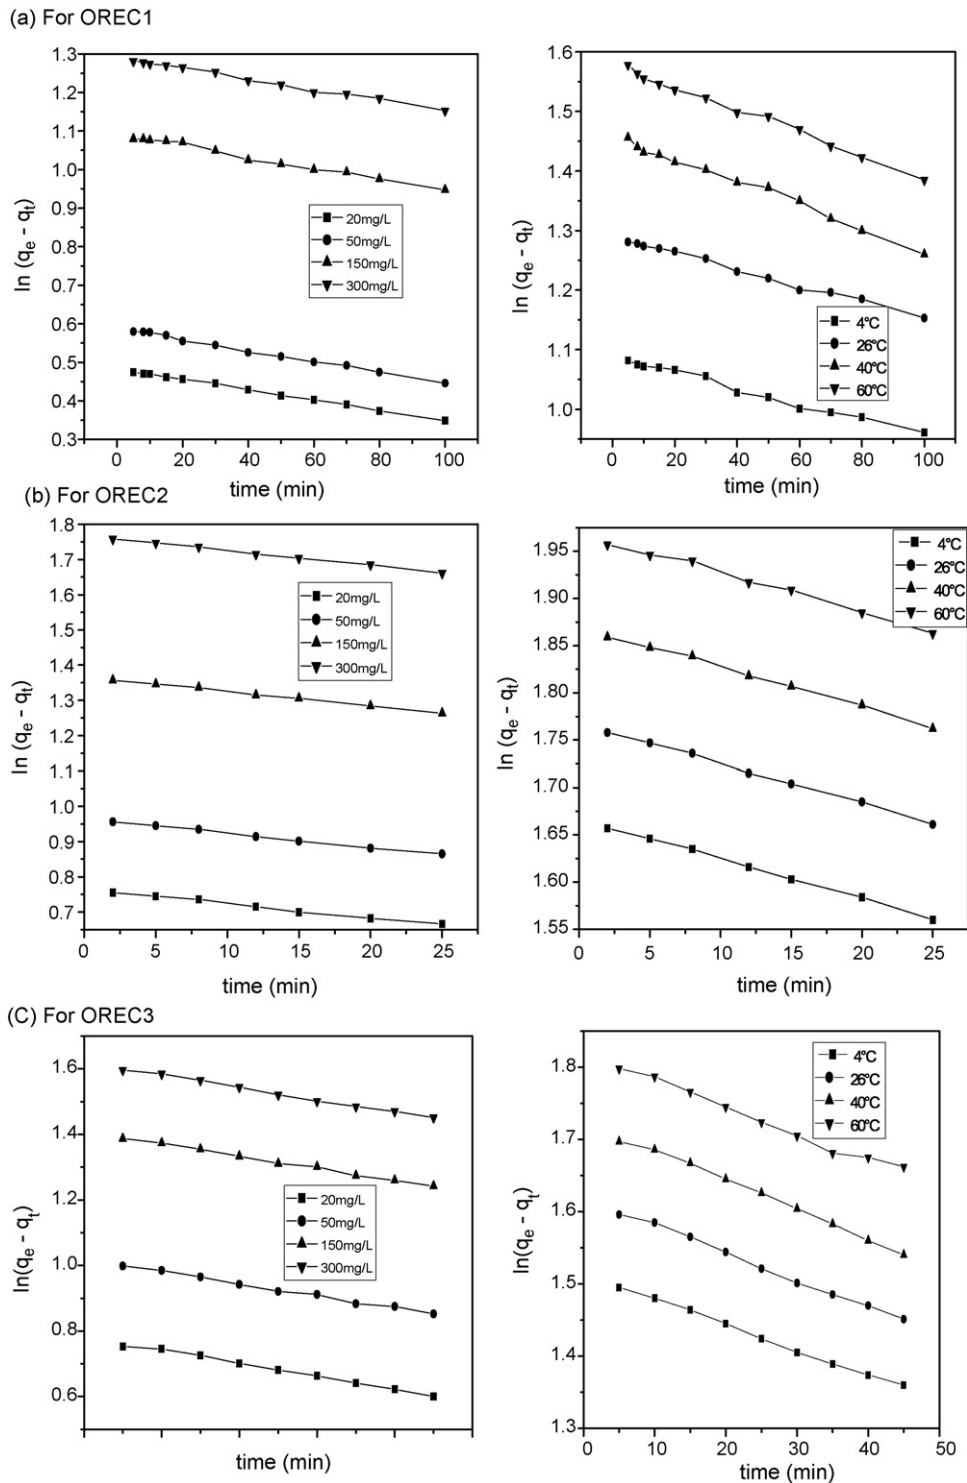 (a) For OREC1
1.3
1.2
1.1
1.0
0.9
0.8
0.7
0.6
0.5
0.4
0.3
ln (qe - qt)
20mg/L
50mg/L
150mg/L
300mg/L
0 20 40 60 80 100
time (min)
1.6
1.5
1.4
1.3
1.2
1.1
1.0
ln (qe - qt)
4°C
26°C
40°C
60°C
0 20 40 60 80 100
time (min)
(b) For OREC2
1.8
1.7
1.6
1.5
1.4
1.3
1.2
1.1
1.0
0.9
0.8
0.7
ln (qe - qt)
20mg/L
50mg/L
150mg/L
300mg/L
0 5 10 15 20 25
time (min)
1.95
1.90
1.85
1.80
1.75
1.70
1.65
1.60
1.55
ln (qe - qt)
4°C
26°C
40°C
60°C
0 5 10 15 20 25
time (min)
(C) For OREC3
1.6
1.4
1.2
1.0
0.8
0.6
ln(qe - qt)
20mg/L
50mg/L
150mg/L
300mg/L
time (min)
1.8
1.7
1.6
1.5
1.4
1.3
ln(qe - qt)
4°C
26°C
40°C
60°C
0 10 20 30 40 50
time (min)